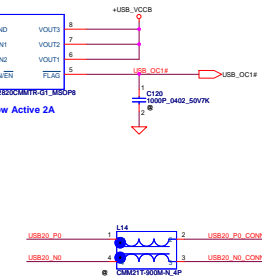 +USB_VCCB
ND VOUT3 8
N1 VOUT2 7
N2 VOUT1 6
N/EN FLAG 5 USB_OC1# USB_OC1#
2820CMMTR-G1_MSOP8
w Active 2A
1
C120
1000P_0402_50V7K
@
2
L14
USB20_P0 1 2 USB20_P0_CONN
USB20_N0 4 3 USB20_N0_CONN
@ CMM21T-900M-N_4P